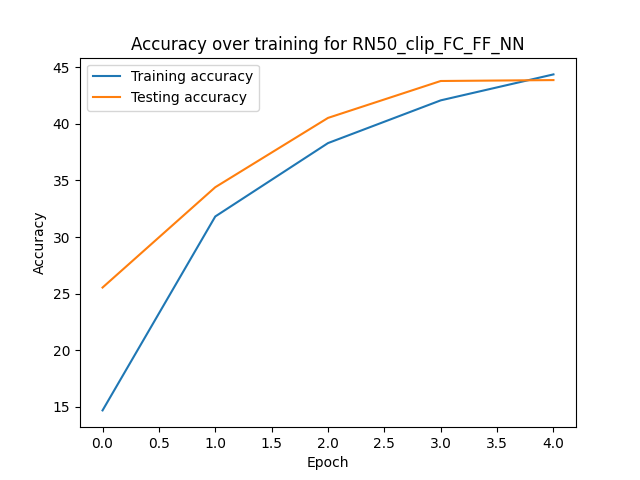 Accuracy over training for RN50_clip_FC_FF_NN
Training accuracy
Testing accuracy
45
40
35
30
25
20
15
Accuracy
0.0 0.5 1.0 1.5 2.0 2.5 3.0 3.5 4.0
Epoch